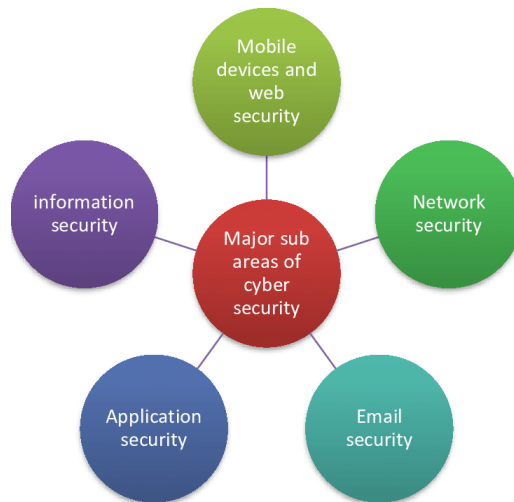 Mobile
devices and
web
security
information
security
Network
security
Major sub
areas of
cyber
security
Application
security
Email
security